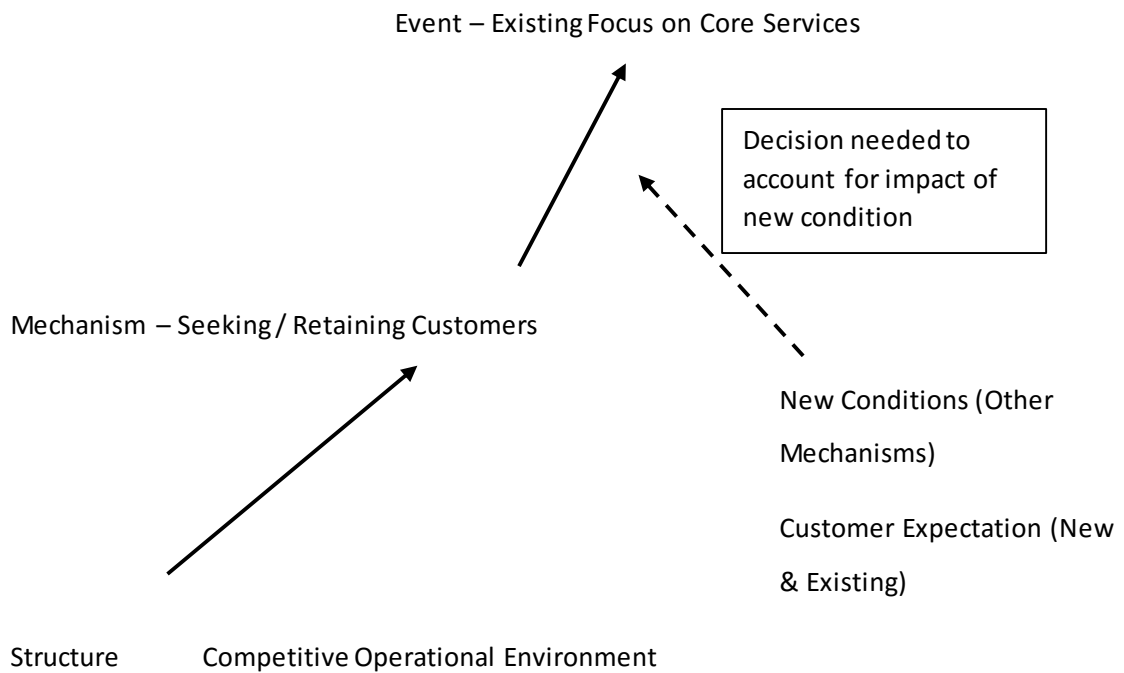 Event – Existing Focus on Core Services
Decision needed to
account for impact of
new condition
Mechanism – Seeking / Retaining Customers
New Conditions (Other
Mechanisms)
Customer Expectation (New
& Existing)
Structure Competitive Operational Environment